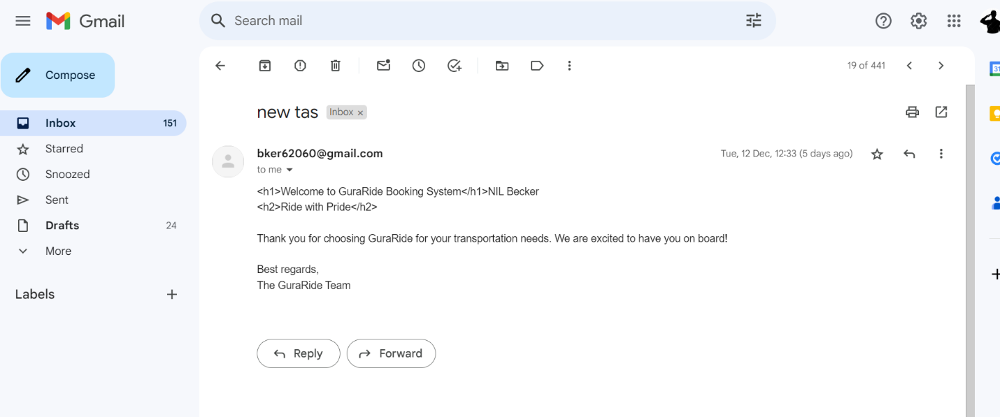 Gmail
Search mail
Compose
19 of 441
Inbox 151
Starred
Snoozed
Sent
Drafts 24
More
Labels
new tas Inbox ×
bker62060@gmail.com Tue, 12 Dec, 12:33 (5 days ago)
to me
<h1>Welcome to GuraRide Booking System</h1>NIL Becker
<h2>Ride with Pride</h2>
Thank you for choosing GuraRide for your transportation needs. We are excited to have you on board!
Best regards,
The GuraRide Team
Reply
Forward
31